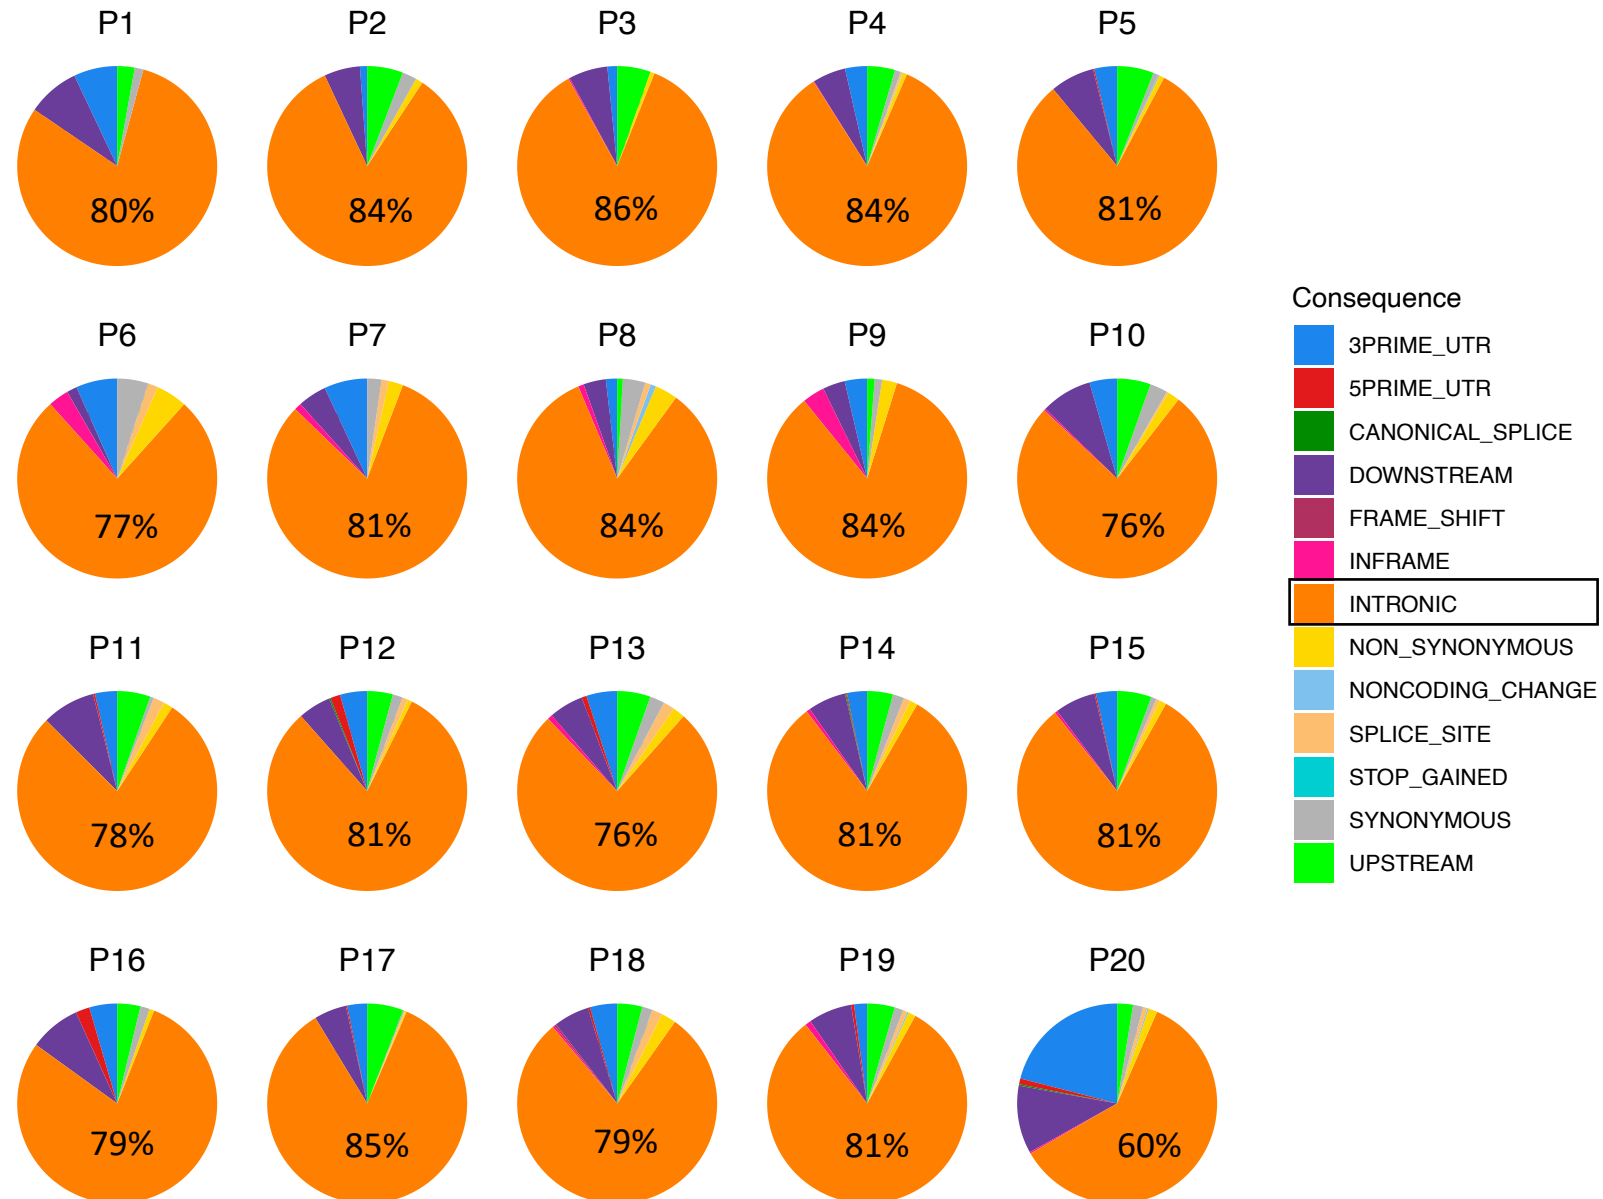 P1 P2 P3 P4 P5
80% 84% 86% 84% 81%
P6 P7 P8 P9 P10
77% 81% 84% 84% 76%
P11 P12 P13 P14 P15
78% 81% 76% 81% 81%
P16 P17 P18 P19 P20
79% 85% 79% 81% 60%
Consequence
3PRIME_UTR
5PRIME_UTR
CANONICAL_SPLICE
DOWNSTREAM
FRAME_SHIFT
INFRAME
INTRONIC
NON_SYNONYMOUS
NONCODING_CHANGE
SPLICE_SITE
STOP_GAINED
SYNONYMOUS
UPSTREAM